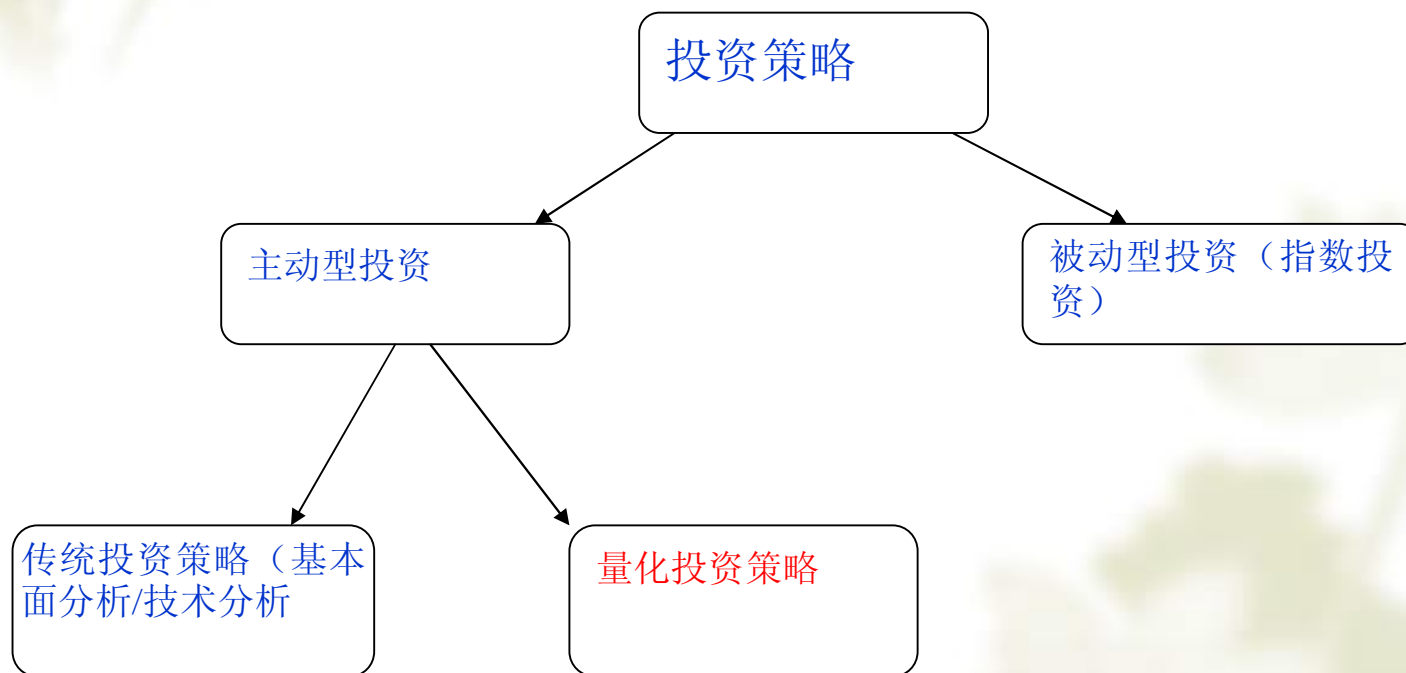 投资策略
主动型投资
被动型投资（指数投
资）
传统投资策略（基本
面分析/技术分析
量化投资策略